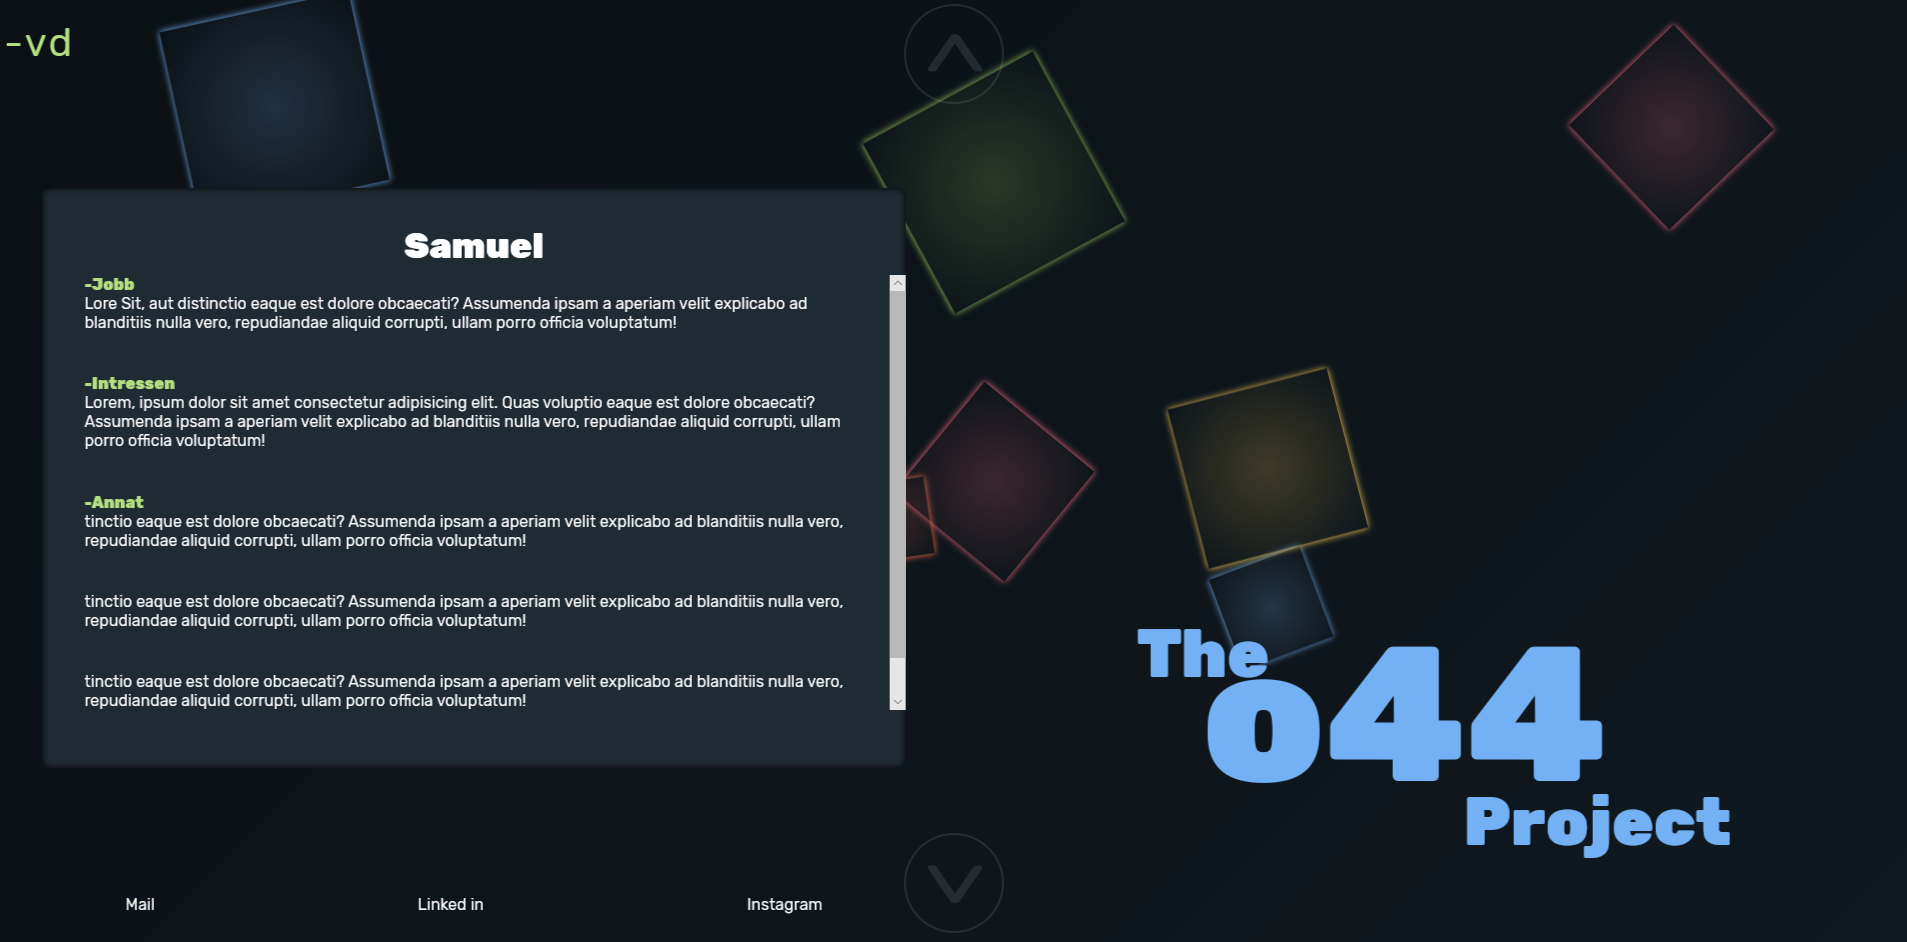 -vd
Samuel
-Jobb
Lore Sit, aut distinctio eaque est dolore obcaecati? Assumenda ipsam a aperiam velit explicabo ad
blanditiis nulla vero, repudiandae aliquid corrupti, ullam porro officia voluptatum!
-Intressen
Lorem, ipsum dolor sit amet consectetur adipisicing elit. Quas voluptio eaque est dolore obcaecati?
Assumenda ipsam a aperiam velit explicabo ad blanditiis nulla vero, repudiandae aliquid corrupti, ullam
porro officia voluptatum!
-Annat
tinctio eaque est dolore obcaecati? Assumenda ipsam a aperiam velit explicabo ad blanditiis nulla vero,
repudiandae aliquid corrupti, ullam porro officia voluptatum!
tinctio eaque est dolore obcaecati? Assumenda ipsam a aperiam velit explicabo ad blanditiis nulla vero,
repudiandae aliquid corrupti, ullam porro officia voluptatum!
tinctio eaque est dolore obcaecati? Assumenda ipsam a aperiam velit explicabo ad blanditiis nulla vero,
repudiandae aliquid corrupti, ullam porro officia voluptatum!
The
o44
Project
Mail
Linked in
Instagram